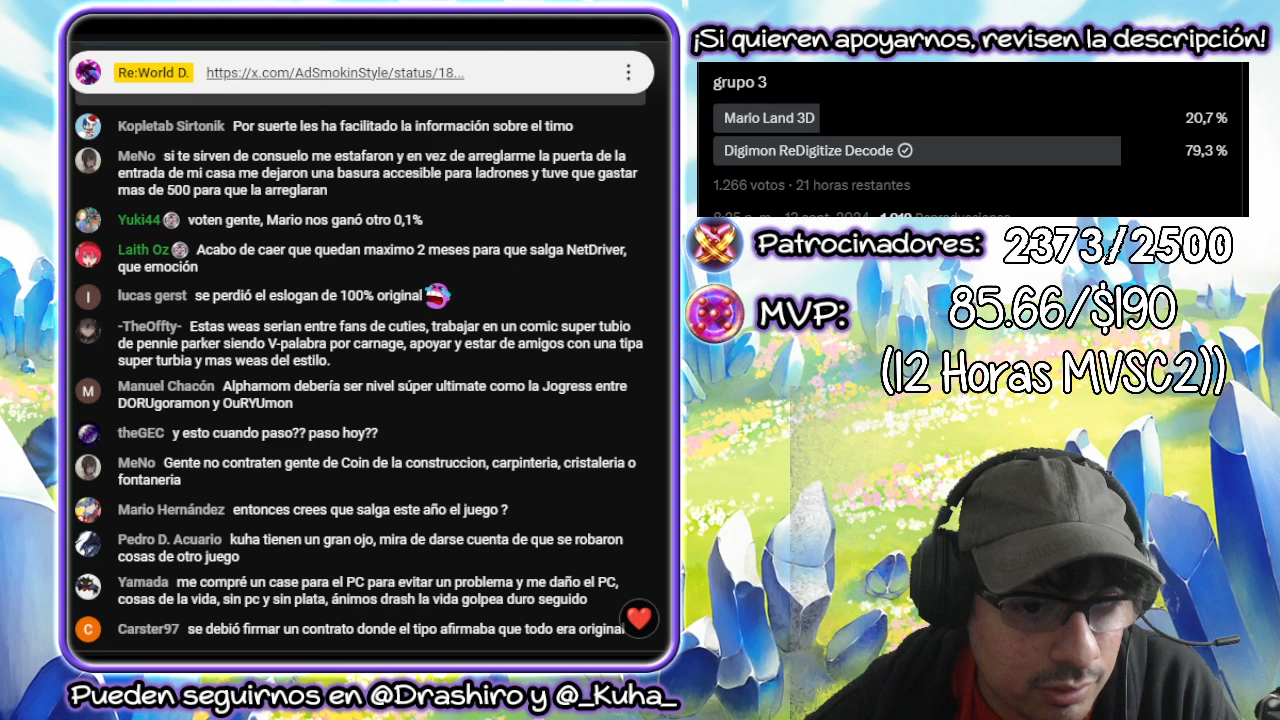 ¡Si quieren apoyarnos, revisen la descripción!
Re:World D. https://x.com/AdSmokinStyle/status/18...
Kopletab Sirtonik Por suerte les ha facilitado la información sobre el timo
MeNo si te sirven de consuelo me estafaron y en vez de arreglarme la puerta de la
entrada de mi casa me dejaron una basura accesible para ladrones y tuve que gastar
mas de 500 para que la arreglaran
Yuki44 voten gente, Mario nos ganó otro 0,1%
Laith Oz Acabo de caer que quedan maximo 2 meses para que salga NetDriver,
que emoción
I lucas gerst se perdió el eslogan de 100% original
-TheOffty- Estas weas serian entre fans de cuties, trabajar en un comic super tubio
de pennie parker siendo V-palabra por carnage, apoyar y estar de amigos con una tipa
super turbia y mas weas del estilo.
M Manuel Chacón Alphamom debería ser nivel súper ultimate como la Jogress entre
DORUgoramon y OuRYUmon
theGEC y esto cuando paso?? paso hoy??
MeNo Gente no contraten gente de Coin de la construccion, carpinteria, cristaleria o
fontaneria
Mario Hernández entonces crees que salga este año el juego ?
Pedro D. Acuario kuha tienen un gran ojo, mira de darse cuenta de que se robaron
cosas de otro juego
Yamada me compré un case para el PC para evitar un problema y me daño el PC,
cosas de la vida, sin pc y sin plata, ánimos drash la vida golpea duro seguido
C Carster97 se debió firmar un contrato donde el tipo afirmaba que todo era original
Pueden seguirnos en @Drashiro y @_Kuha_
grupo 3
Mario Land 3D 20,7 %
Digimon ReDigitize Decode 79,3 %
1.266 votos · 21 horas restantes
Patrocinadores: 2373/2500
MVP: 85.66/$190
(12 Horas MVSC2))